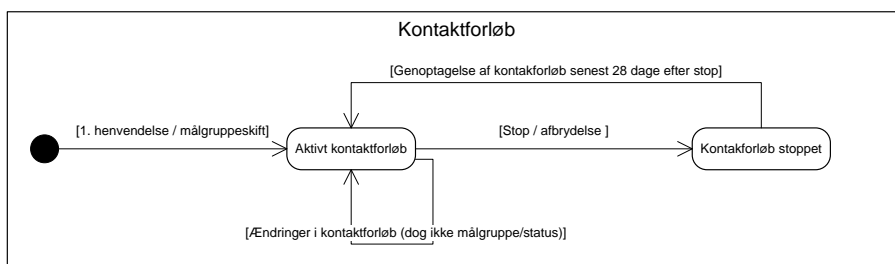 Kontaktforløb
[Genoptagelse af kontakforløb senest 28 dage efter stop]
[1. henvendelse / målgruppeskift]
[Stop / afbrydelse ]
Aktivt kontaktforløb
Kontakforløb stoppet
[Ændringer i kontaktforløb (dog ikke målgruppe/status)]